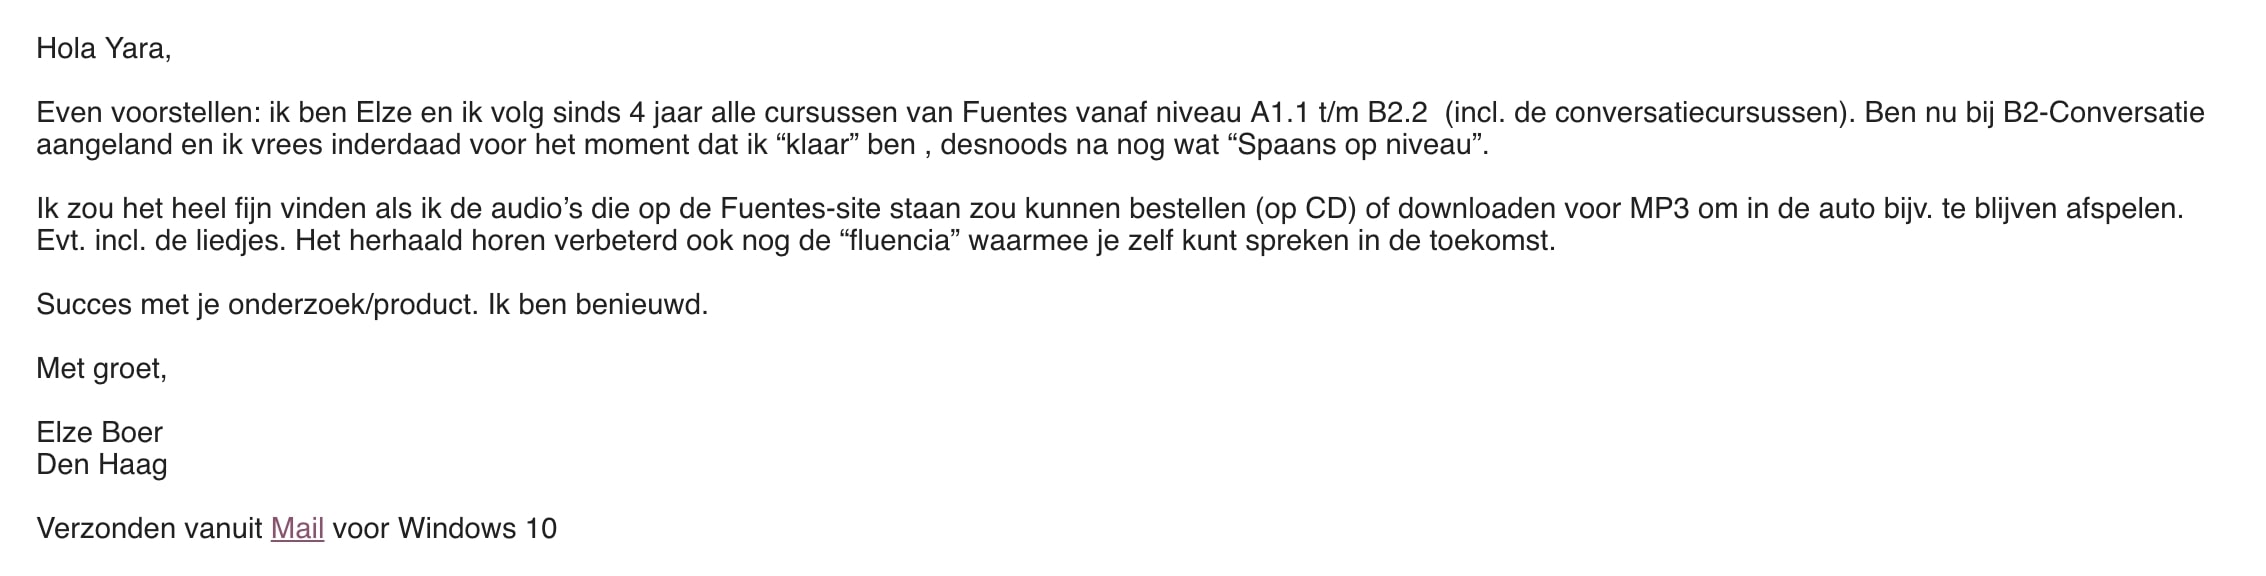 Hola Yara,
Even voorstellen: ik ben Elze en ik volg sinds 4 jaar alle cursussen van Fuentes vanaf niveau A1.1 t/m B2.2  (incl. de conversatiecursussen). Ben nu bij B2-Conversatie
aangeland en ik vrees inderdaad voor het moment dat ik “klaar” ben , desnoods na nog wat “Spaans op niveau”.
Ik zou het heel fijn vinden als ik de audio’s die op de Fuentes-site staan zou kunnen bestellen (op CD) of downloaden voor MP3 om in de auto bijv. te blijven afspelen.
Evt. incl. de liedjes. Het herhaald horen verbeterd ook nog de “fluencia” waarmee je zelf kunt spreken in de toekomst.
Succes met je onderzoek/product. Ik ben benieuwd.
Met groet,
Elze Boer
Den Haag
Verzonden vanuit Mail voor Windows 10